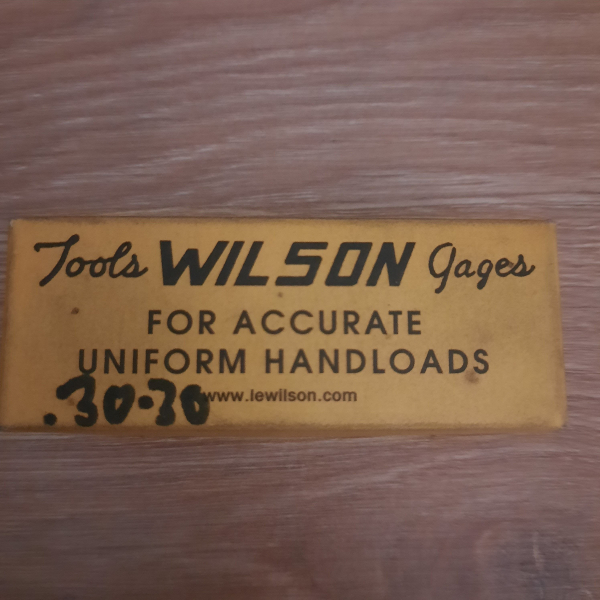 Tools WILSON Gages
FOR ACCURATE
UNIFORM HANDLOADS
www.lewilson.com
.30-30